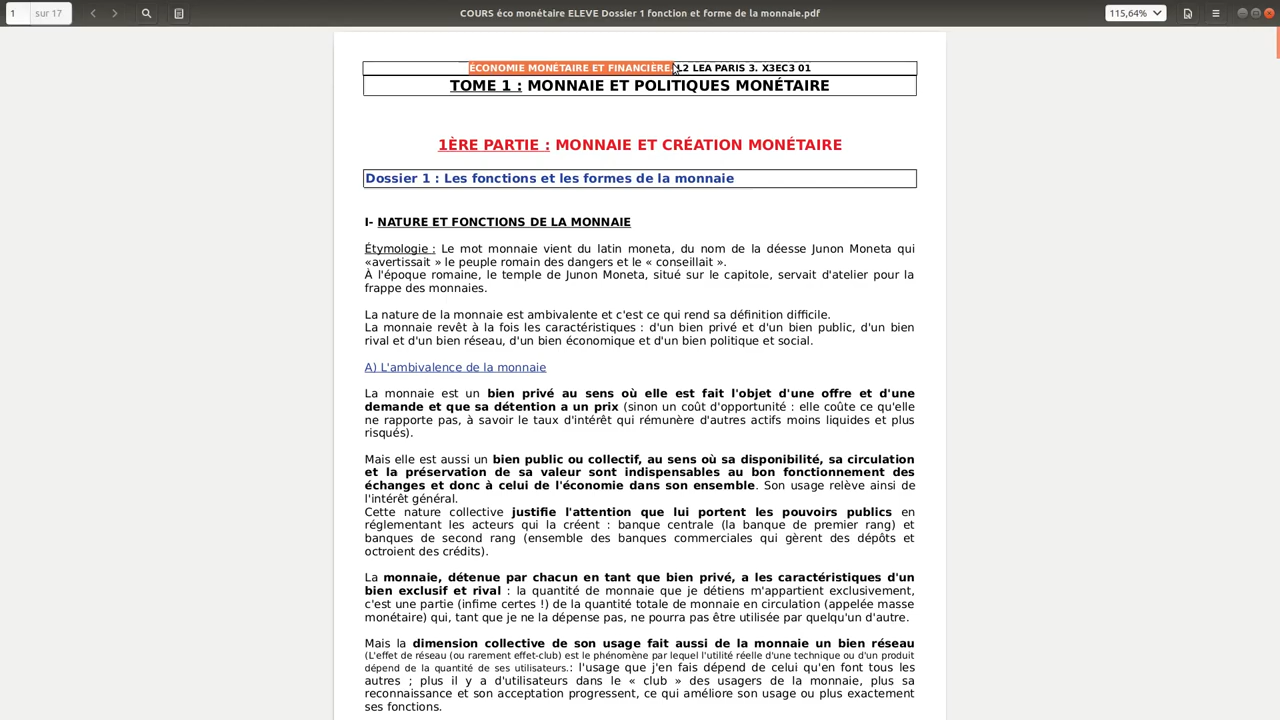 1 sur 17 COURS éco monétaire ELEVE Dossier 1 fonction et forme de la monnaie.pdf 115,64%
ÉCONOMIE MONÉTAIRE ET FINANCIÈRE. L2 LEA PARIS 3. X3EC3 01
TOME 1 : MONNAIE ET POLITIQUES MONÉTAIRE
1ÈRE PARTIE : MONNAIE ET CRÉATION MONÉTAIRE
Dossier 1 : Les fonctions et les formes de la monnaie
I- NATURE ET FONCTIONS DE LA MONNAIE
Étymologie : Le mot monnaie vient du latin moneta, du nom de la déesse Junon Moneta qui
«avertissait » le peuple romain des dangers et le « conseillait ».
À l'époque romaine, le temple de Junon Moneta, situé sur le capitole, servait d'atelier pour la
frappe des monnaies.
La nature de la monnaie est ambivalente et c'est ce qui rend sa définition difficile.
La monnaie revêt à la fois les caractéristiques : d'un bien privé et d'un bien public, d'un bien
rival et d'un bien réseau, d'un bien économique et d'un bien politique et social.
A) L'ambivalence de la monnaie
La monnaie est un bien privé au sens où elle est fait l'objet d'une offre et d'une
demande et que sa détention a un prix (sinon un coût d'opportunité : elle coûte ce qu'elle
ne rapporte pas, à savoir le taux d'intérêt qui rémunère d'autres actifs moins liquides et plus
risqués).
Mais elle est aussi un bien public ou collectif, au sens où sa disponibilité, sa circulation
et la préservation de sa valeur sont indispensables au bon fonctionnement des
échanges et donc à celui de l'économie dans son ensemble. Son usage relève ainsi de
l'intérêt général.
Cette nature collective justifie l'attention que lui portent les pouvoirs publics en
réglementant les acteurs qui la créent : banque centrale (la banque de premier rang) et
banques de second rang (ensemble des banques commerciales qui gèrent des dépôts et
octroient des crédits).
La monnaie, détenue par chacun en tant que bien privé, a les caractéristiques d'un
bien exclusif et rival : la quantité de monnaie que je détiens m'appartient exclusivement,
c'est une partie (infime certes !) de la quantité totale de monnaie en circulation (appelée masse
monétaire) qui, tant que je ne la dépense pas, ne pourra pas être utilisée par quelqu'un d'autre.
Mais la dimension collective de son usage fait aussi de la monnaie un bien réseau
(L'effet de réseau (ou rarement effet-club) est le phénomène par lequel l'utilité réelle d'une technique ou d'un produit
dépend de la quantité de ses utilisateurs.: l'usage que j'en fais dépend de celui qu'en font tous les
autres ; plus il y a d'utilisateurs dans le « club » des usagers de la monnaie, plus sa
reconnaissance et son acceptation progressent, ce qui améliore son usage ou plus exactement
ses fonctions.